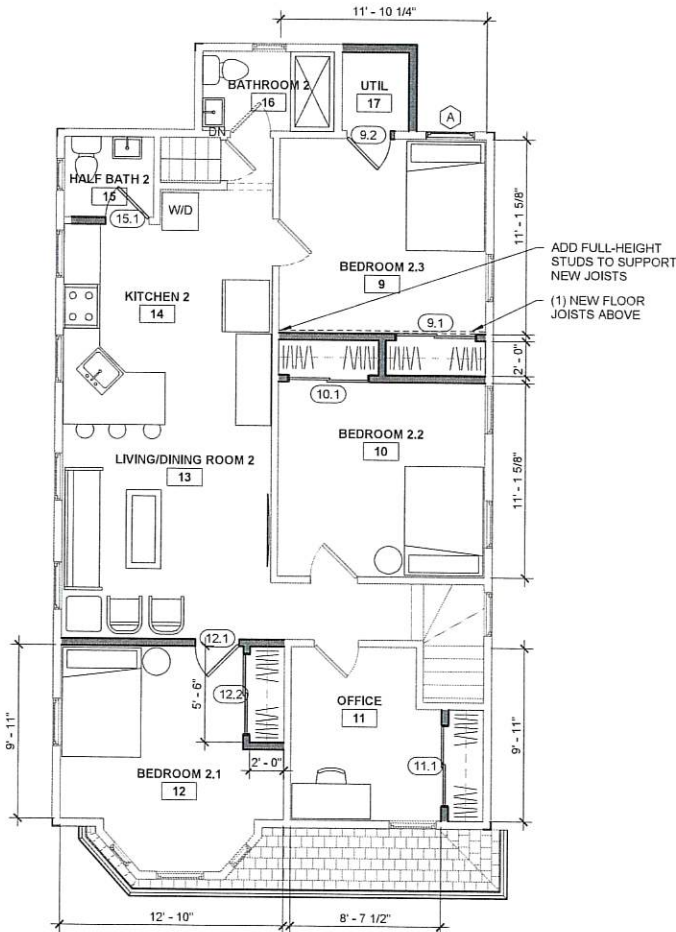 11' - 10 1/4"
BATHROOM 2
16
UTIL
17
A
DN
9.2
HALF BATH 2
15
15.1
W/D
11' - 1 5/8"
ADD FULL-HEIGHT
STUDS TO SUPPORT
NEW JOISTS
BEDROOM 2.3
9
KITCHEN 2
14
(1) NEW FLOOR
JOISTS ABOVE
9.1
2' - 0"
10.1
BEDROOM 2.2
10
LIVING/DINING ROOM 2
13
11' - 1 5/8"
12.1
5' - 6"
12.2
OFFICE
11
9' - 11"
9' - 11"
11.1
2' - 0"
BEDROOM 2.1
12
12' - 10"
8' - 7 1/2"